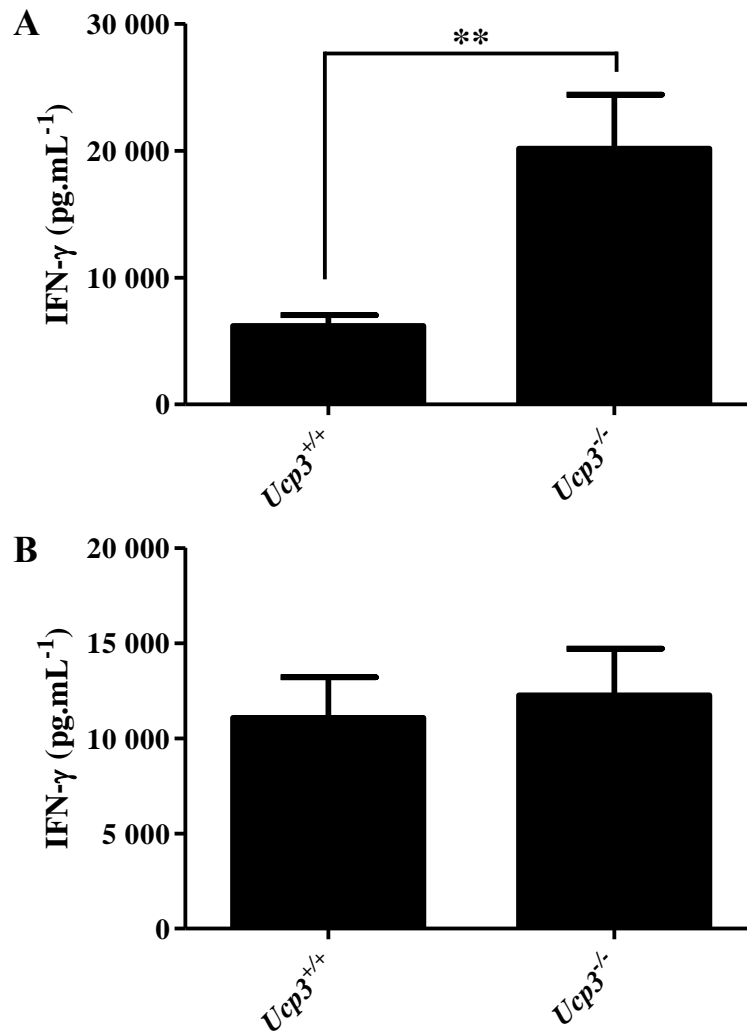 A
30 000
**
20 000
10 000
0
IFN-γ (pg.mL⁻¹)
Ucp3⁺/⁺
Ucp3⁻/⁻
B
20 000
15 000
10 000
5 000
0
IFN-γ (pg.mL⁻¹)
Ucp3⁺/⁺
Ucp3⁻/⁻